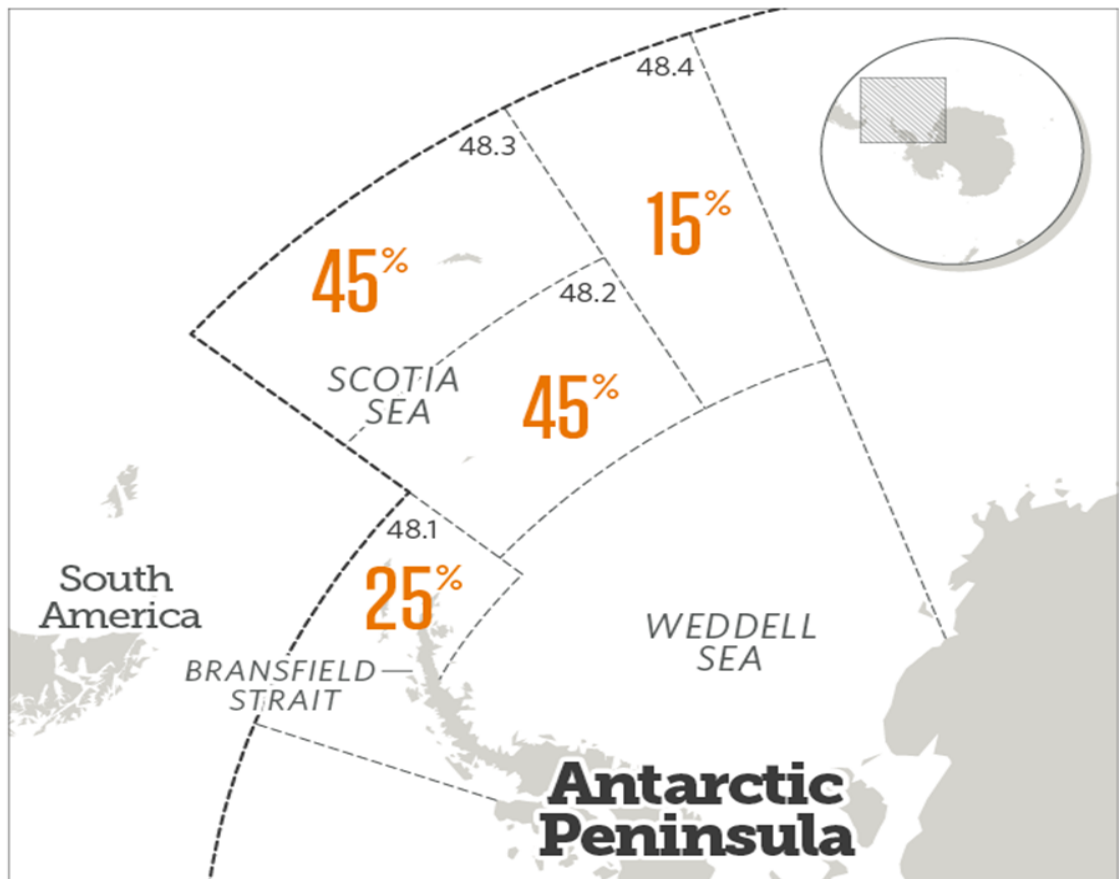 48.4
48.3
15%
45%
48.2
SCOTIA
SEA
45%
48.1
25%
South
America
BRANSFIELD
STRAIT
WEDDELL
SEA
Antarctic
Peninsula